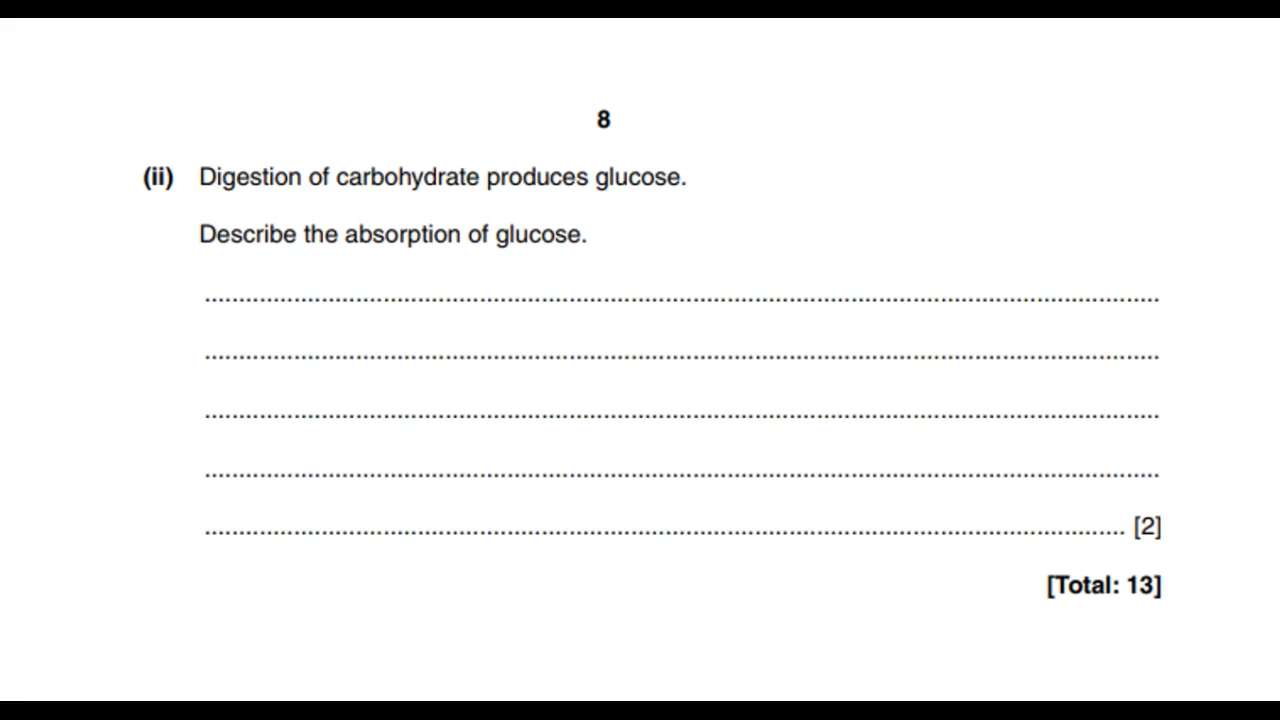 8
(ii) Digestion of carbohydrate produces glucose.
Describe the absorption of glucose.
..........................................................................................................................................
..........................................................................................................................................
..........................................................................................................................................
..........................................................................................................................................
..................................................................................................................................... [2]
[Total: 13]